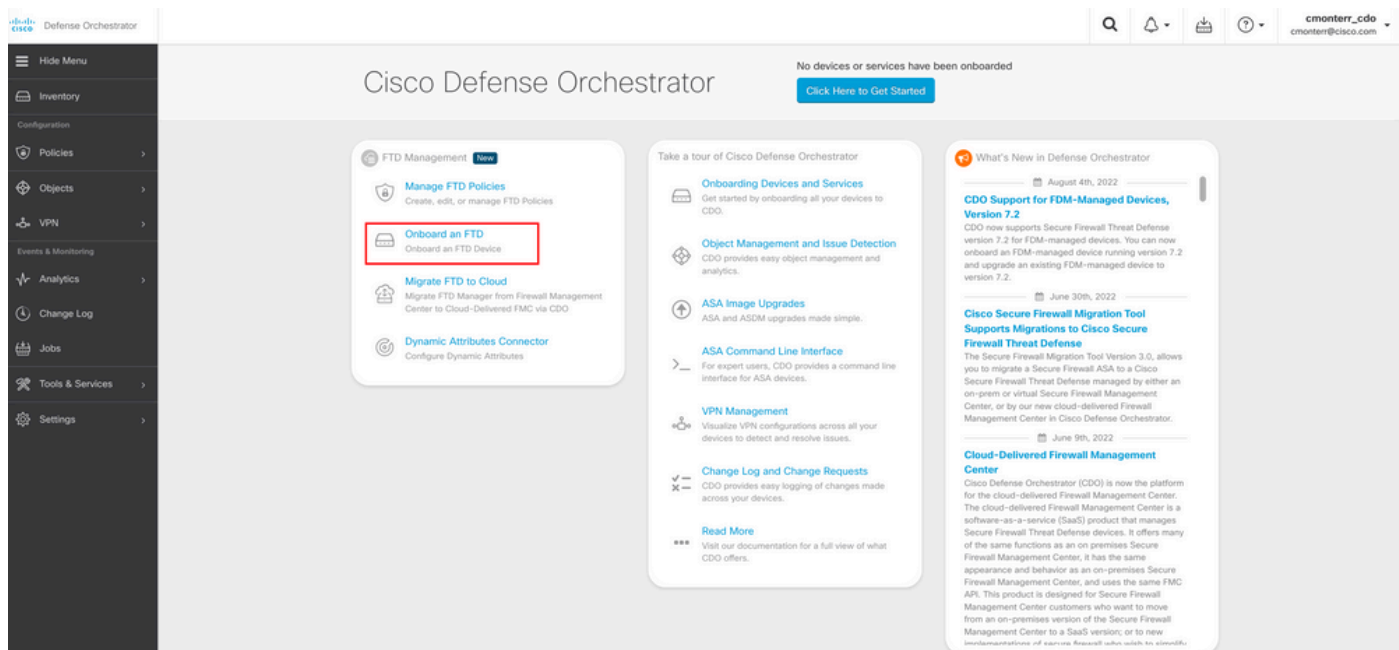 CISCO Defense Orchestrator
cmonterr_cdo
cmonterr@cisco.com
Hide Menu
Inventory
Configuration
Policies
Objects
VPN
Events & Monitoring
Analytics
Change Log
Jobs
Tools & Services
Settings
Cisco Defense Orchestrator
No devices or services have been onboarded
Click Here to Get Started
FTD Management New
Manage FTD Policies
Create, edit, or manage FTD Policies
Onboard an FTD
Onboard an FTD Device
Migrate FTD to Cloud
Migrate FTD Manager from Firewall Management
Center to Cloud-Delivered FMC via CDO
Dynamic Attributes Connector
Configure Dynamic Attributes
Take a tour of Cisco Defense Orchestrator
Onboarding Devices and Services
Get started by onboarding all your devices to
CDO.
Object Management and Issue Detection
CDO provides easy object management and
analytics.
ASA Image Upgrades
ASA and ASDM upgrades made simple.
ASA Command Line Interface
For expert users, CDO provides a command line
interface for ASA devices.
VPN Management
Visualize VPN configurations across all your
devices to detect and resolve issues.
Change Log and Change Requests
CDO provides easy logging of changes made
across your devices.
Read More
Visit our documentation for a full view of what
CDO offers.
What's New in Defense Orchestrator
August 4th, 2022
CDO Support for FDM-Managed Devices,
Version 7.2
CDO now supports Secure Firewall Threat Defense
version 7.2 for FDM-managed devices. You can now
onboard an FDM-managed device running version 7.2
and upgrade an existing FDM-managed device to
version 7.2.
June 30th, 2022
Cisco Secure Firewall Migration Tool
Supports Migrations to Cisco Secure
Firewall Threat Defense
The Secure Firewall Migration Tool Version 3.0, allows
you to migrate a Secure Firewall ASA to a Cisco
Secure Firewall Threat Defense managed by either an
on-prem or virtual Secure Firewall Management
Center, or by our new cloud-delivered Firewall
Management Center in Cisco Defense Orchestrator.
June 9th, 2022
Cloud-Delivered Firewall Management
Center
Cisco Defense Orchestrator (CDO) is now the platform
for the cloud-delivered Firewall Management Center.
The cloud-delivered Firewall Management Center is a
software-as-a-service (SaaS) product that manages
Secure Firewall Threat Defense devices. It offers many
of the same functions as an on premises Secure
Firewall Management Center, it has the same
appearance and behavior as an on-premises Secure
Firewall Management Center, and uses the same FMC
API. This product is designed for Secure Firewall
Management Center customers who want to move
from an on-premises version of the Secure Firewall
Management Center to a SaaS version; or to new
implementations of secure firewall who wish to simplify